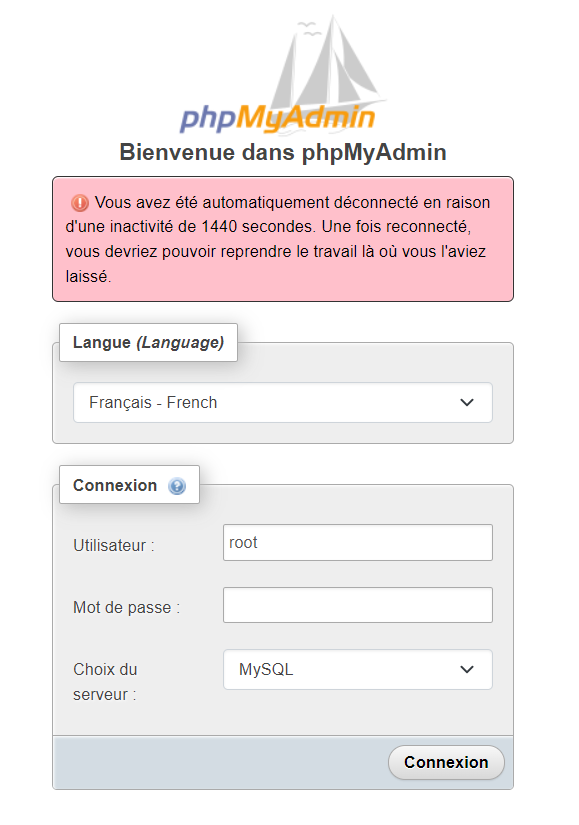 phpMyAdmin
Bienvenue dans phpMyAdmin
Vous avez été automatiquement déconnecté en raison
d'une inactivité de 1440 secondes. Une fois reconnecté,
vous devriez pouvoir reprendre le travail là où vous l'aviez
laissé.
Langue (Language)
Français - French
Connexion
Utilisateur :
root
Mot de passe :
Choix du
serveur :
MySQL
Connexion